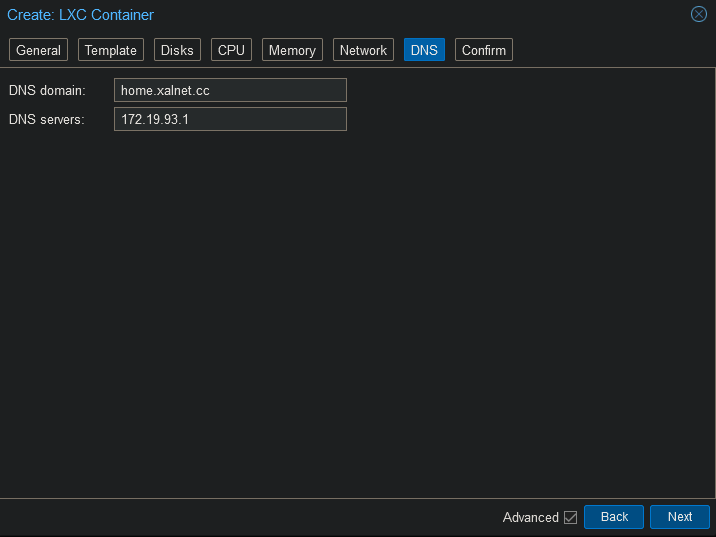 Create: LXC Container
General Template Disks CPU Memory Network DNS Confirm
DNS domain: home.xalnet.cc
DNS servers: 172.19.93.1
Advanced Back Next